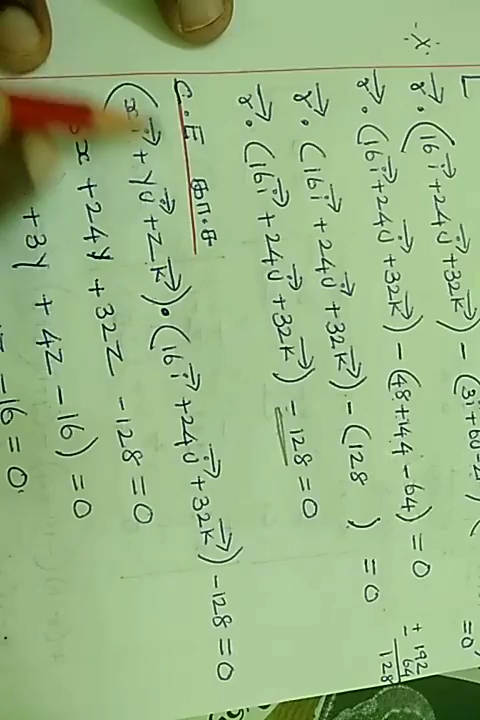 r⃗ · (16i⃗ + 24j⃗ + 32k⃗) - (3i + 6j - 2
= 0
r⃗ · (16i⃗ + 24j⃗ + 32k⃗) - (48 + 144 - 64) = 0
+ 192
- 64
128
r⃗ · (16i⃗ + 24j⃗ + 32k⃗) - (128 ) = 0
r⃗ · (16i⃗ + 24j⃗ + 32k⃗) - 128 = 0
C.E
(xi⃗ + yj⃗ + zk⃗) · (16i⃗ + 24j⃗ + 32k⃗) - 128 = 0
x + 24y + 32z - 128 = 0
+ 3y + 4z - 16) = 0
- 16 = 0